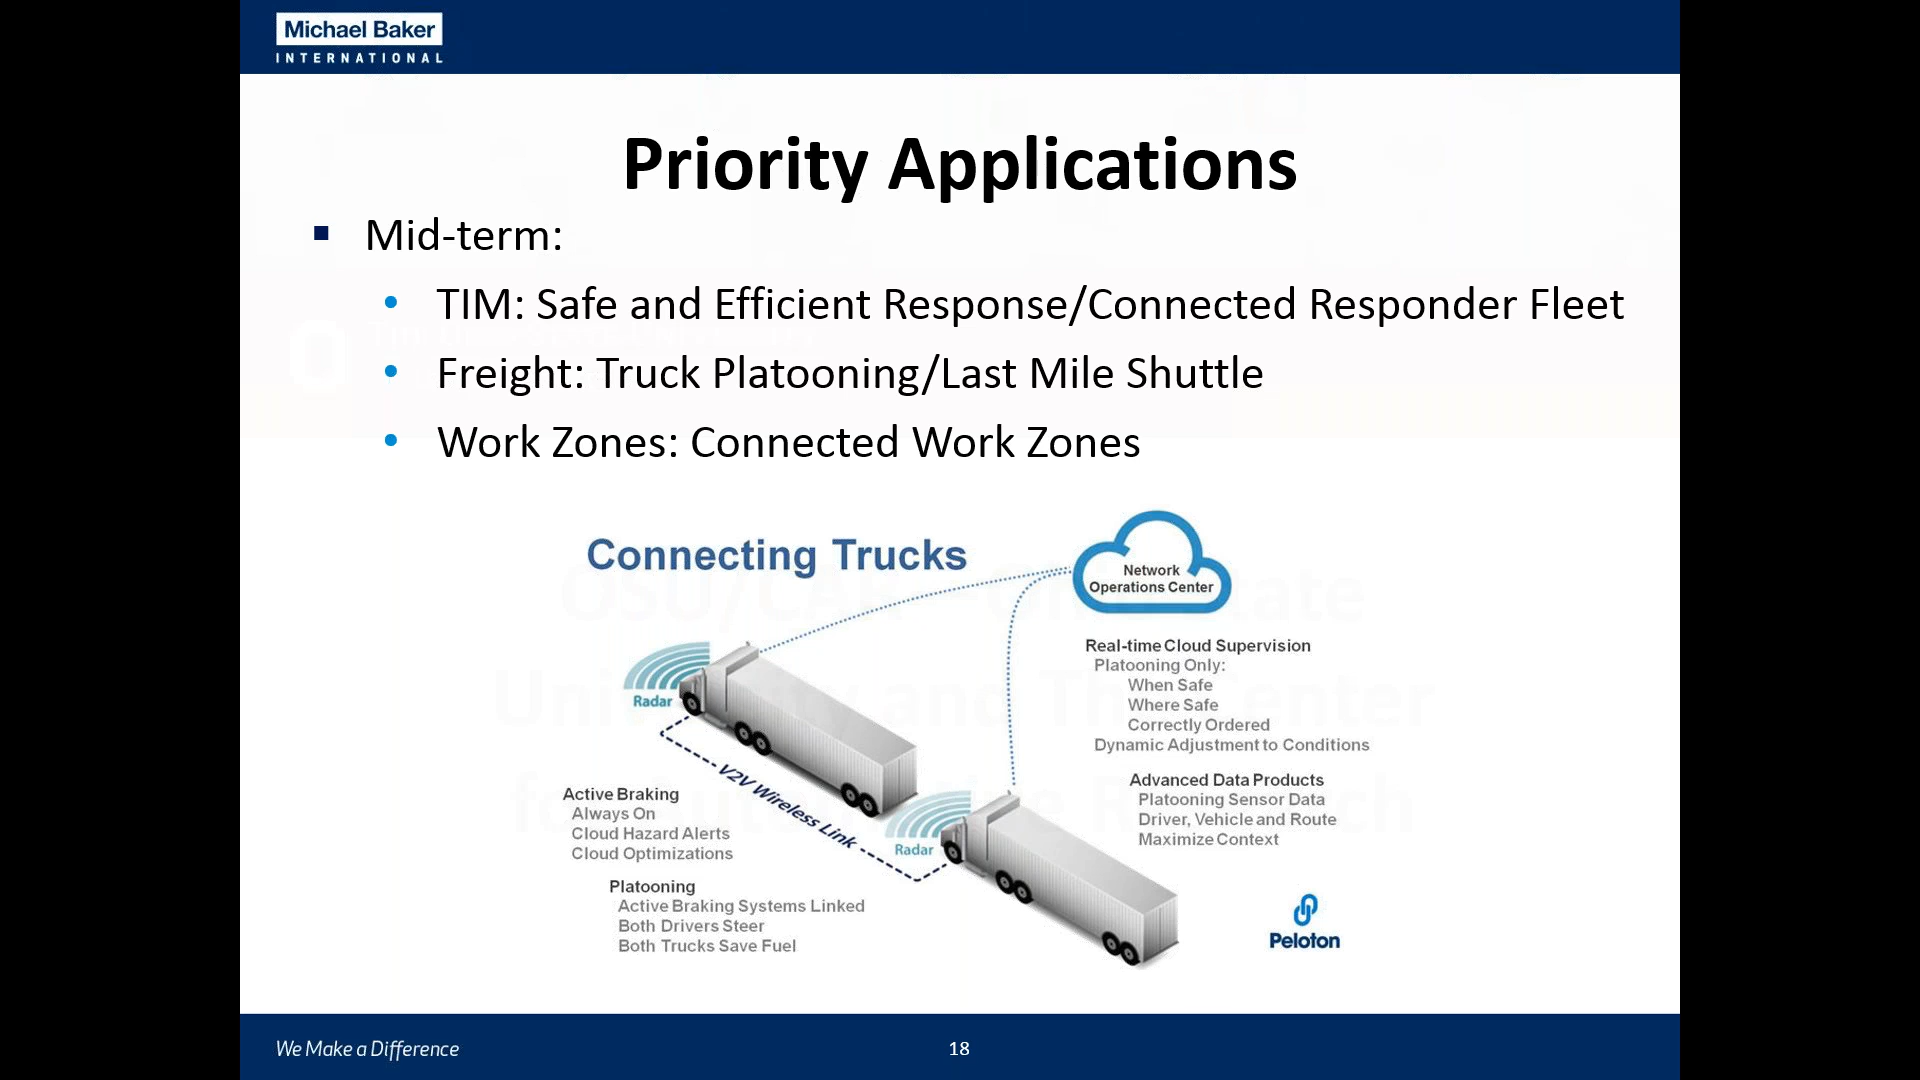 Michael Baker
INTERNATIONAL
Priority Applications
Mid-term:
TIM: Safe and Efficient Response/Connected Responder Fleet
Freight: Truck Platooning/Last Mile Shuttle
Work Zones: Connected Work Zones
Connecting Trucks
Network
Operations Center
Radar
V2V Wireless Link
Radar
Real-time Cloud Supervision
Platooning Only:
When Safe
Where Safe
Correctly Ordered
Dynamic Adjustment to Conditions
Advanced Data Products
Platooning Sensor Data
Driver, Vehicle and Route
Maximize Context
Active Braking
Always On
Cloud Hazard Alerts
Cloud Optimizations
Platooning
Active Braking Systems Linked
Both Drivers Steer
Both Trucks Save Fuel
Peloton
We Make a Difference
18